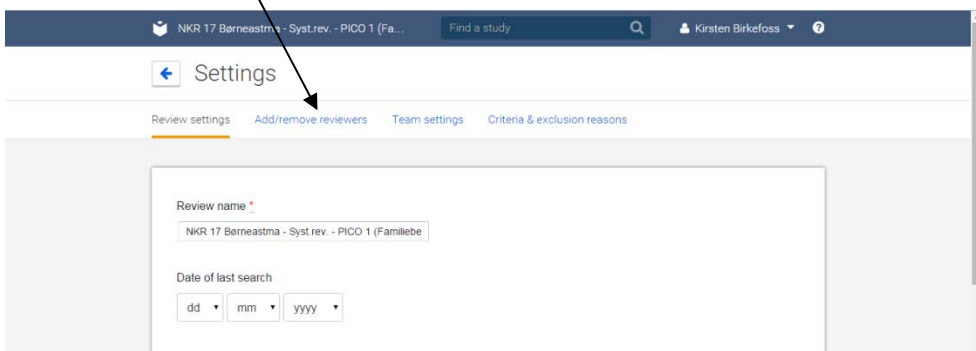 NKR 17 Børneastma - Syst.rev. - PICO 1 (Fa... Find a study Kirsten Birkefoss ?
Settings
Review settings Add/remove reviewers Team settings Criteria & exclusion reasons
Review name *
NKR 17 Børneastma - Syst.rev. - PICO 1 (Familiebe
Date of last search
dd mm yyyy